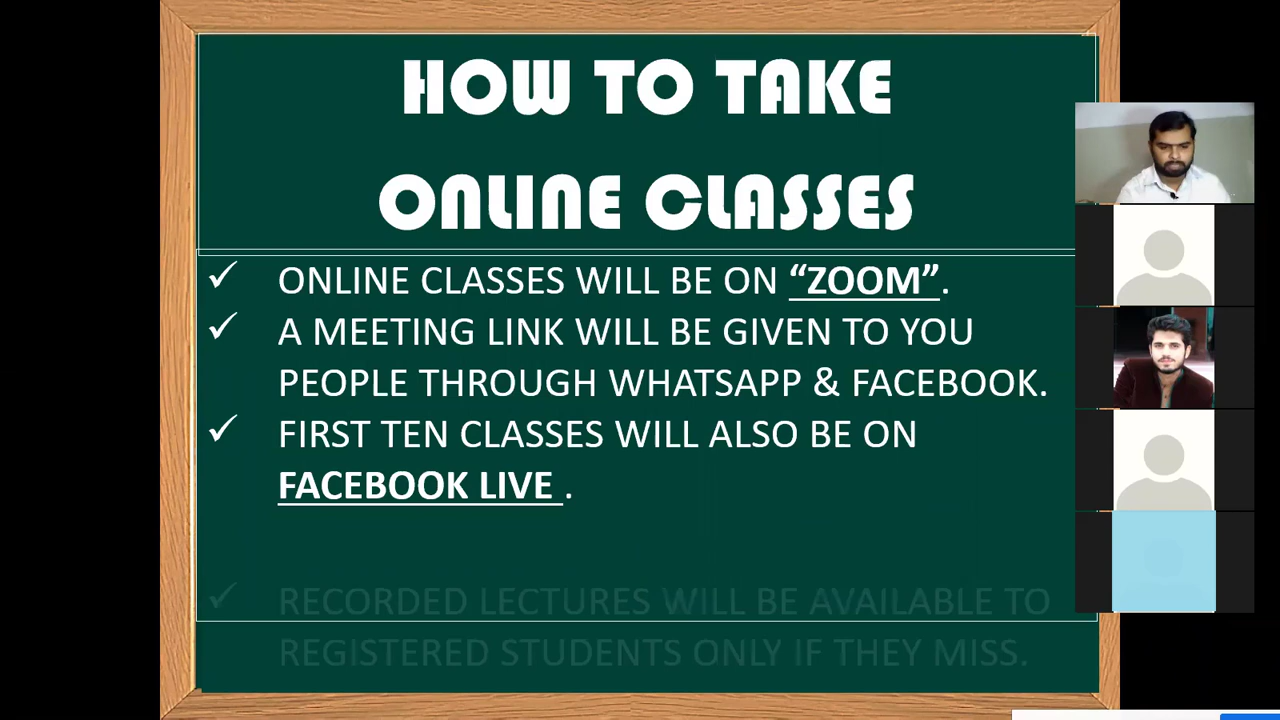 HOW TO TAKE
ONLINE CLASSES
✓ ONLINE CLASSES WILL BE ON “ZOOM”.
✓ A MEETING LINK WILL BE GIVEN TO YOU
PEOPLE THROUGH WHATSAPP & FACEBOOK.
✓ FIRST TEN CLASSES WILL ALSO BE ON
FACEBOOK LIVE .
✓ RECORDED LECTURES WILL BE AVAILABLE TO
REGISTERED STUDENTS ONLY IF THEY MISS.